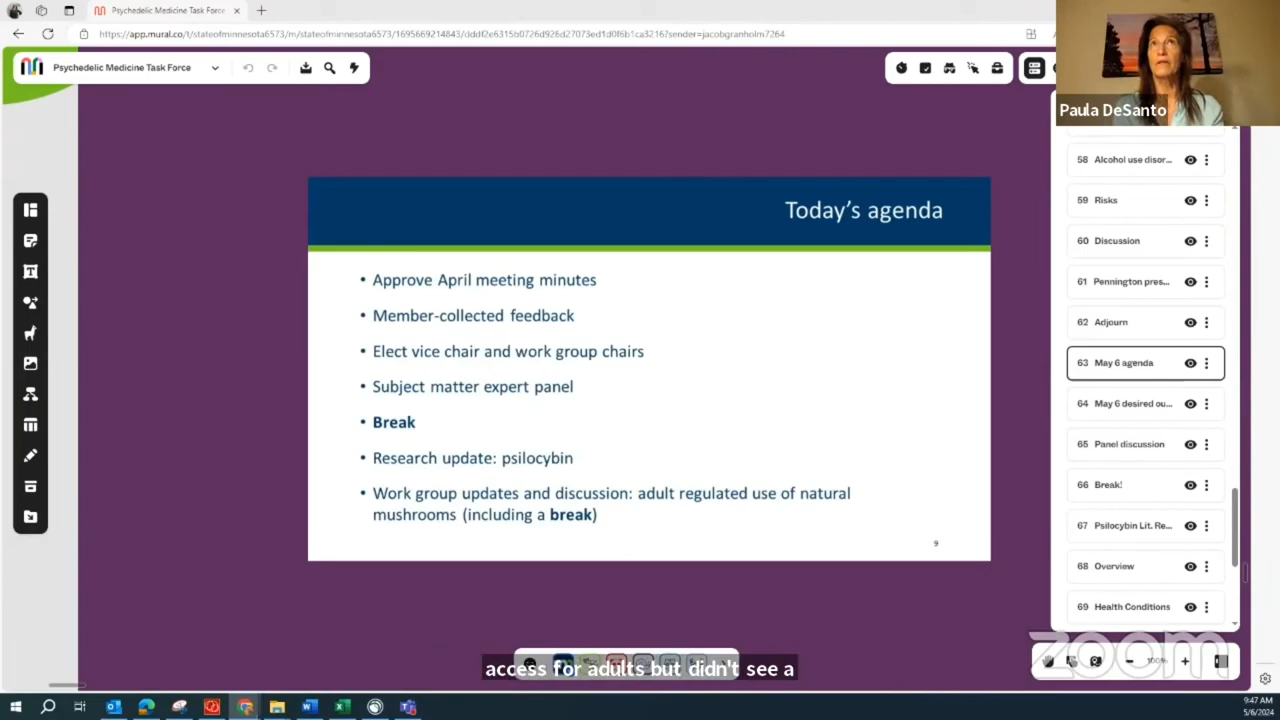 Psychedelic Medicine Task Force
https://app.mural.co/t/stateofminnesota6573/m/stateofminnesota6573/1695669214843/dddf2e6315b0726d926d27073ed1d0f6b1ca3216?sender=jacobgranholm7264
Psychedelic Medicine Task Force
Paula DeSanto
Today's agenda
• Approve April meeting minutes
• Member-collected feedback
• Elect vice chair and work group chairs
• Subject matter expert panel
• Break
• Research update: psilocybin
• Work group updates and discussion: adult regulated use of natural
mushrooms (including a break)
9
58 Alcohol use disor...
59 Risks
60 Discussion
61 Pennington pres...
62 Adjourn
63 May 6 agenda
64 May 6 desired ou...
65 Panel discussion
66 Break!
67 Psilocybin Lit. Re...
68 Overview
69 Health Conditions
zoom
100%
access for adults but didn't see a
9:47 AM
5/6/2024